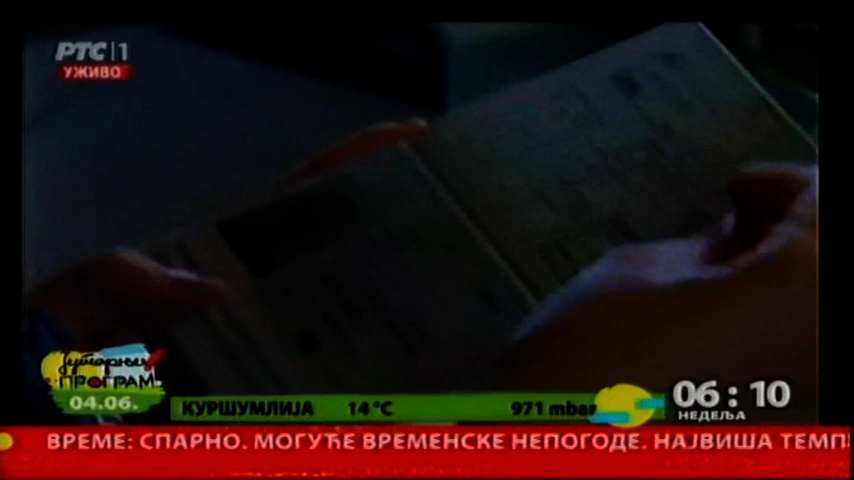 РТС 1
УЖИВО
Јутарњи
ПРОГРАМ
04.06.
КУРШУМЛИЈА 14°C 971 mbar
06:10
НЕДЕЉА
ВРЕМЕ: СПАРНО. МОГУЋЕ ВРЕМЕНСКЕ НЕПОГОДЕ. НАЈВИША ТЕМП